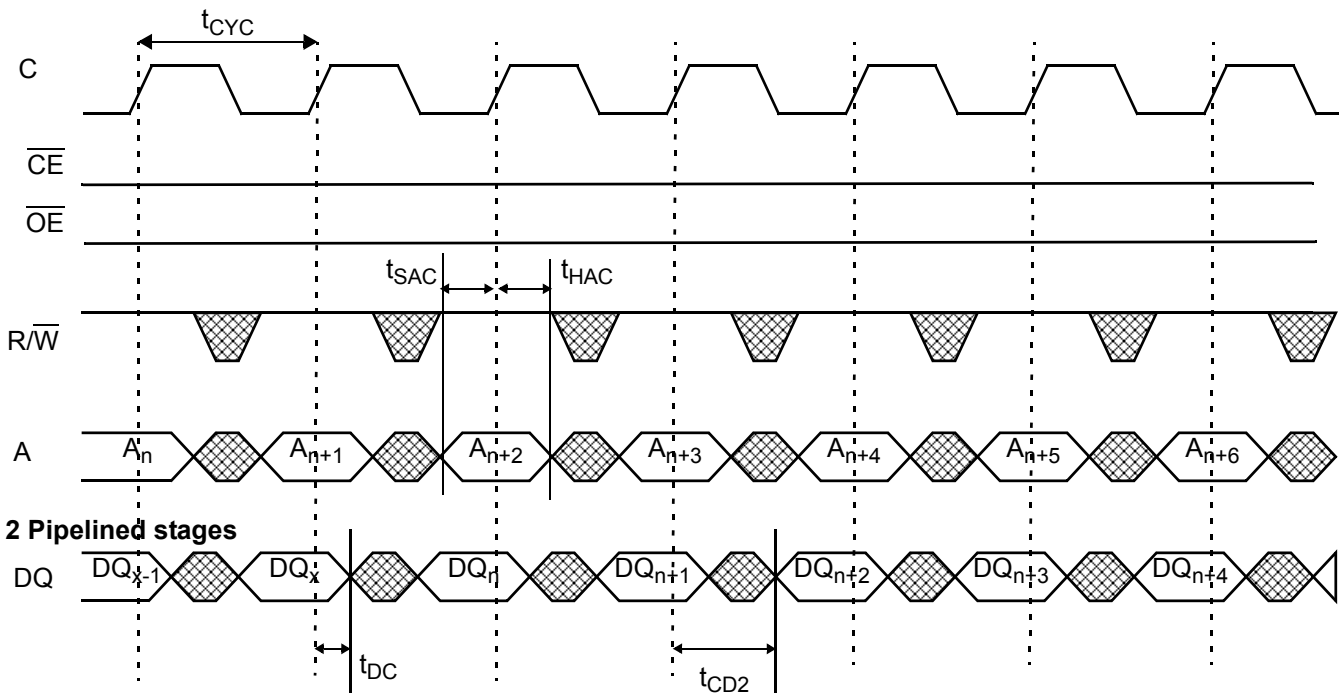 tCYC
C
CE
OE
tSAC tHAC
R/W
A An An+1 An+2 An+3 An+4 An+5 An+6
2 Pipelined stages
DQ DQx-1 DQx DQn DQn+1 DQn+2 DQn+3 DQn+4
tDC tCD2